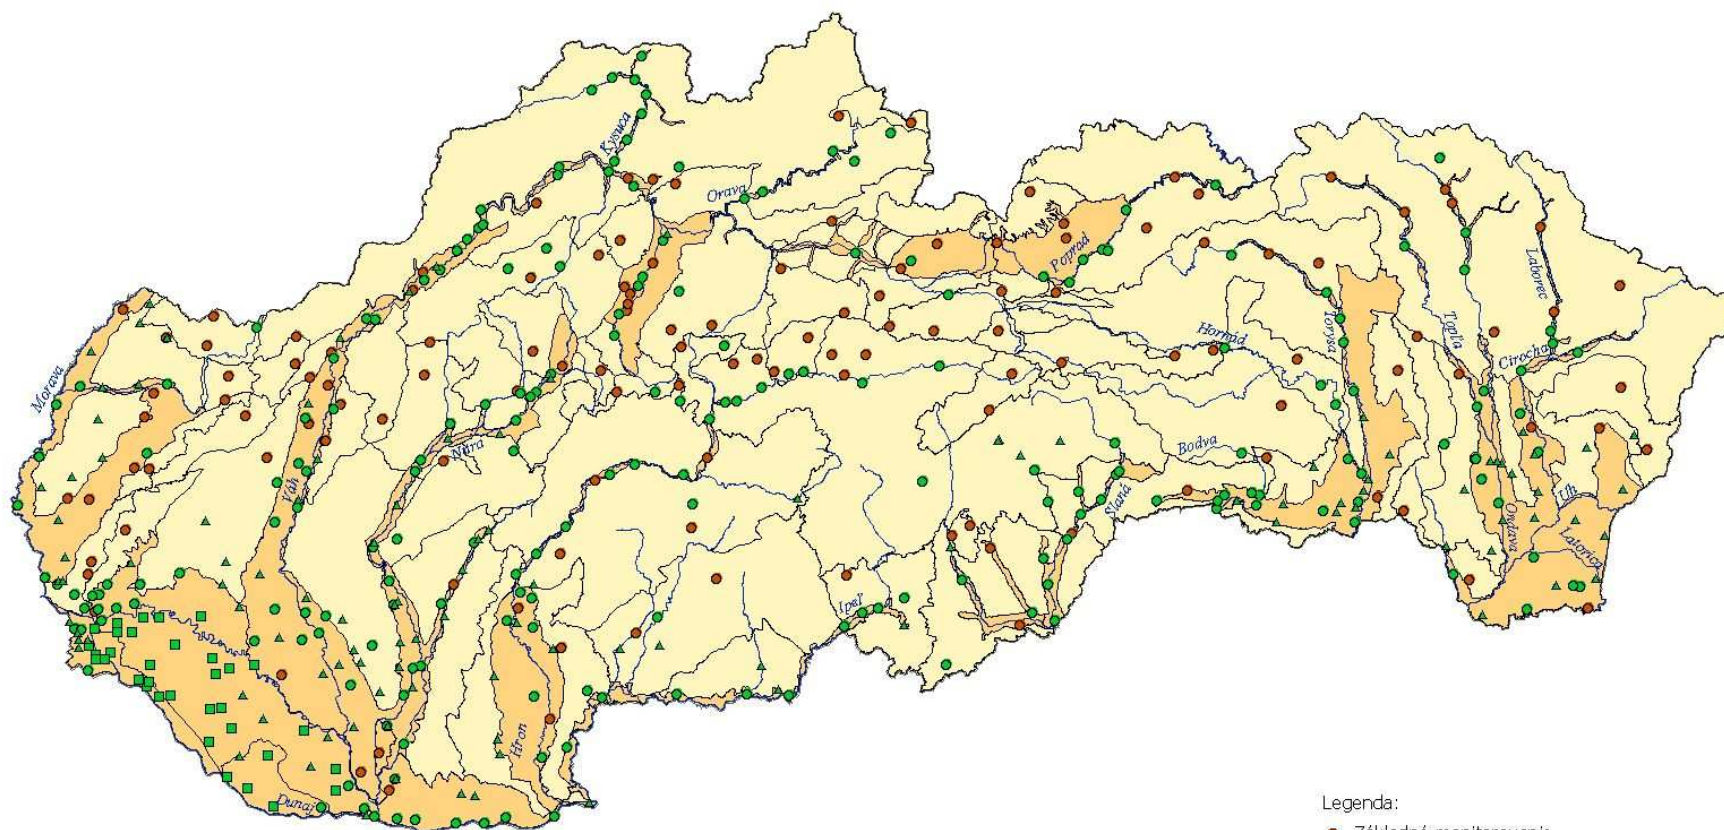 Kysuca
Orava
Poprad
Laborec
Torysa
Topľa
Hornád
Cirocha
Morava
Nitra
Bodva
Váh
Slaná
Uh
Ondava
Latorica
Ipeľ
Hron
Dunaj
Legenda: